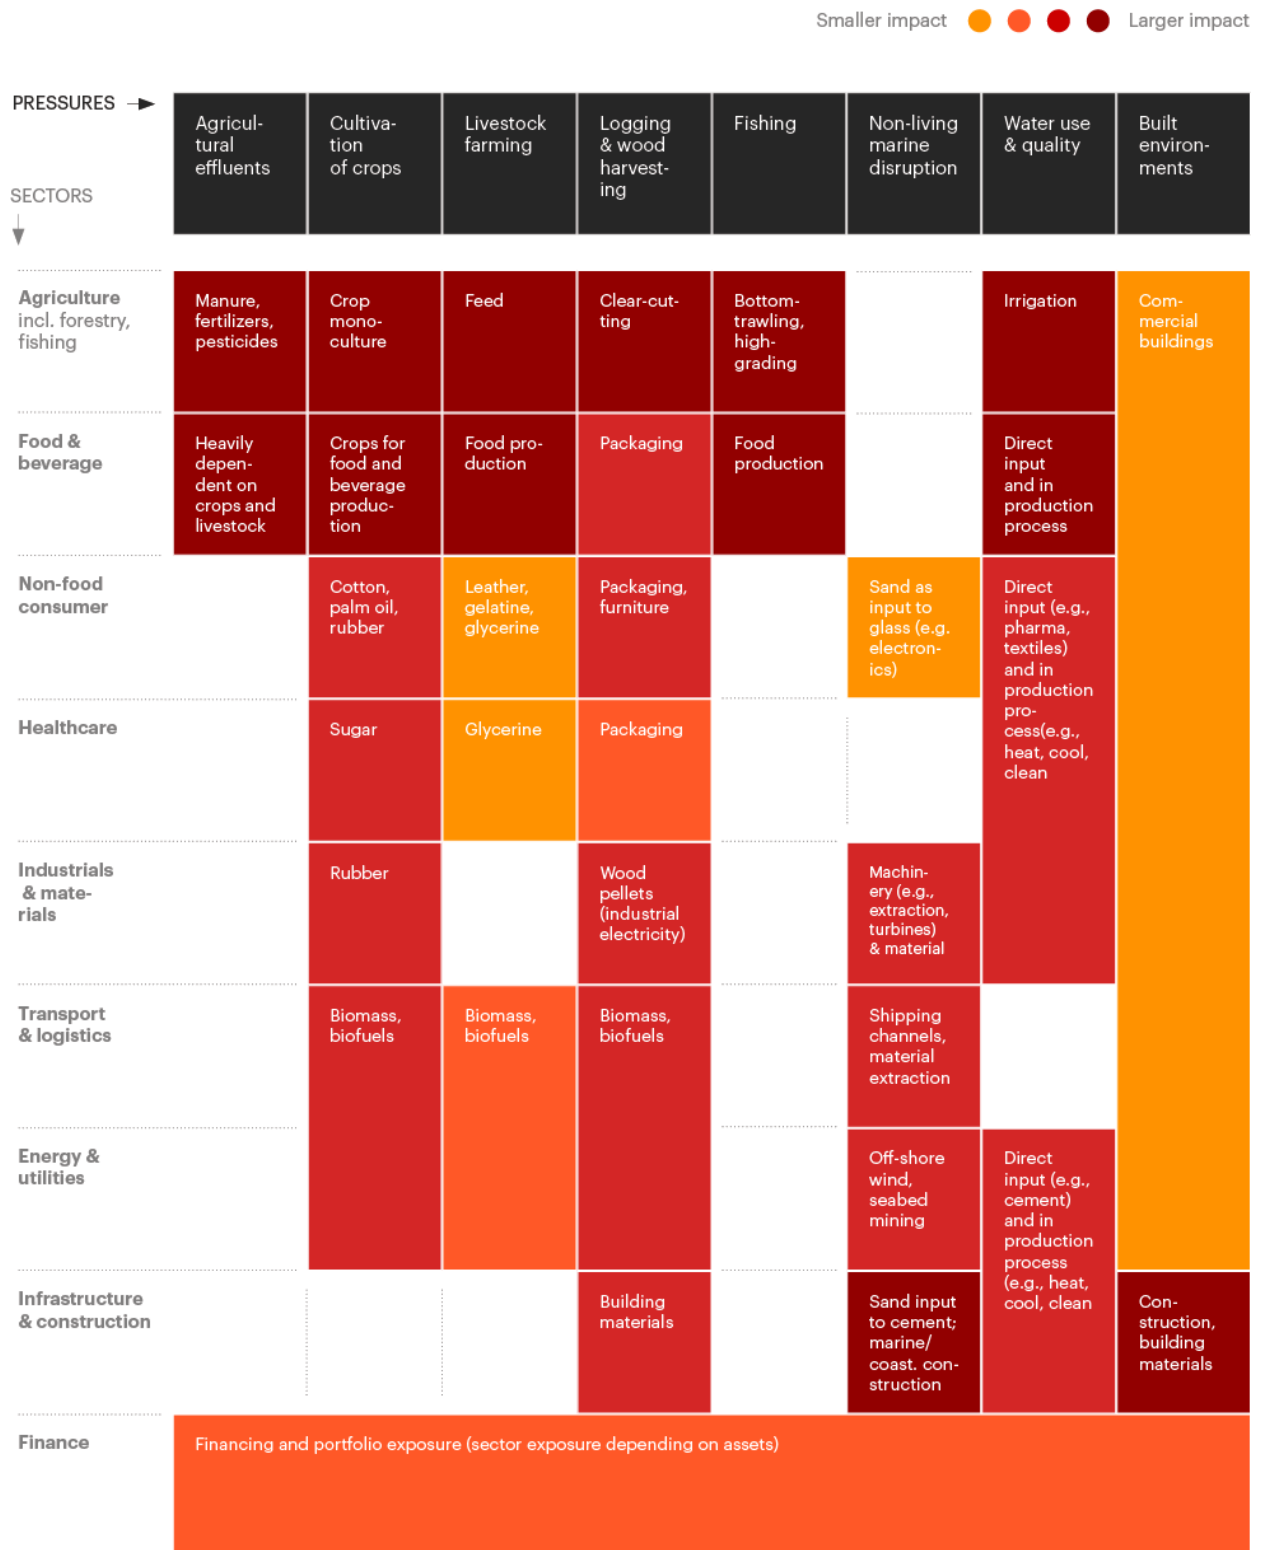 Smaller impact
Larger impact
PRESSURES
SECTORS
Agricul-
tural
effluents
Cultiva-
tion
of crops
Livestock
farming
Logging
& wood
harvest-
ing
Fishing
Non-living
marine
disruption
Water use
& quality
Built
environ-
ments
Agriculture
incl. forestry,
fishing
Manure,
fertilizers,
pesticides
Crop
mono-
culture
Feed
Clear-cut-
ting
Bottom-
trawling,
high-
grading
Irrigation
Com-
mercial
buildings
Food &
beverage
Heavily
depen-
dent on
crops and
livestock
Crops for
food and
beverage
produc-
tion
Food pro-
duction
Packaging
Food
production
Direct
input
and in
production
process
Non-food
consumer
Cotton,
palm oil,
rubber
Leather,
gelatine,
glycerine
Packaging,
furniture
Sand as
input to
glass (e.g.
electron-
ics)
Direct
input (e.g.,
pharma,
textiles)
and in
production
pro-
cess(e.g.,
heat, cool,
clean
Healthcare
Sugar
Glycerine
Packaging
Industrials
& mate-
rials
Rubber
Wood
pellets
(industrial
electricity)
Machin-
ery (e.g.,
extraction,
turbines)
& material
Transport
& logistics
Biomass,
biofuels
Biomass,
biofuels
Biomass,
biofuels
Shipping
channels,
material
extraction
Energy &
utilities
Off-shore
wind,
seabed
mining
Direct
input (e.g.,
cement)
and in
production
process
(e.g., heat,
cool, clean
Infrastructure
& construction
Building
materials
Sand input
to cement;
marine/
coast. con-
struction
Con-
struction,
building
materials
Finance
Financing and portfolio exposure (sector exposure depending on assets)